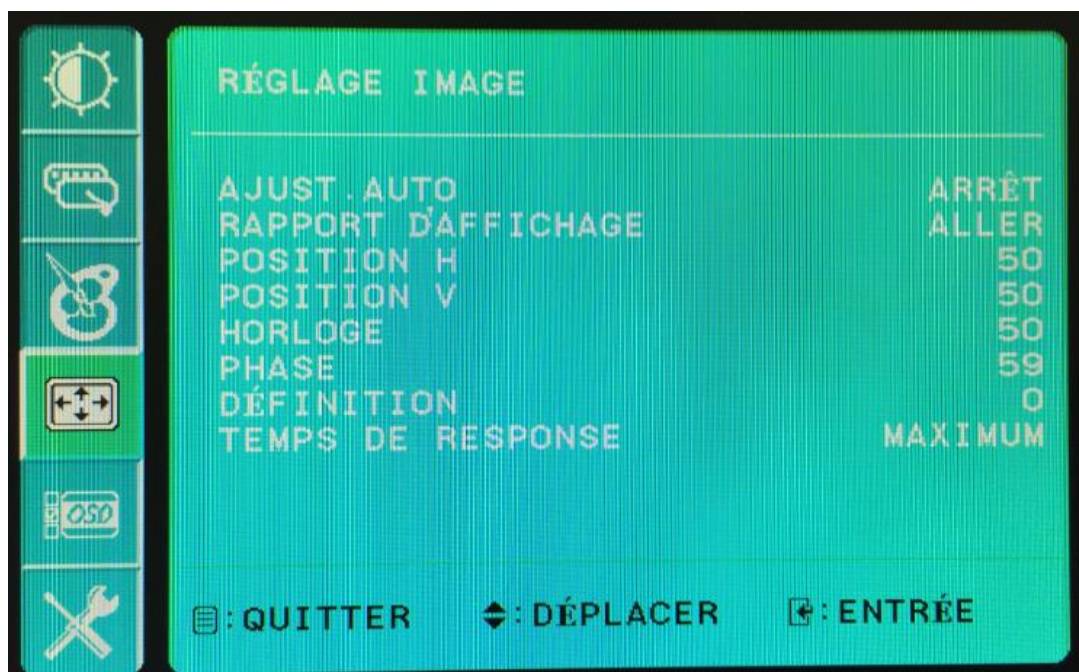 RÉGLAGE IMAGE
AJUST.AUTO ARRÊT
RAPPORT D'AFFICHAGE ALLER
POSITION H 50
POSITION V 50
HORLOGE 50
PHASE 59
DÉFINITION 0
TEMPS DE RESPONSE MAXIMUM
OSD
:QUITTER :DÉPLACER :ENTRÉE